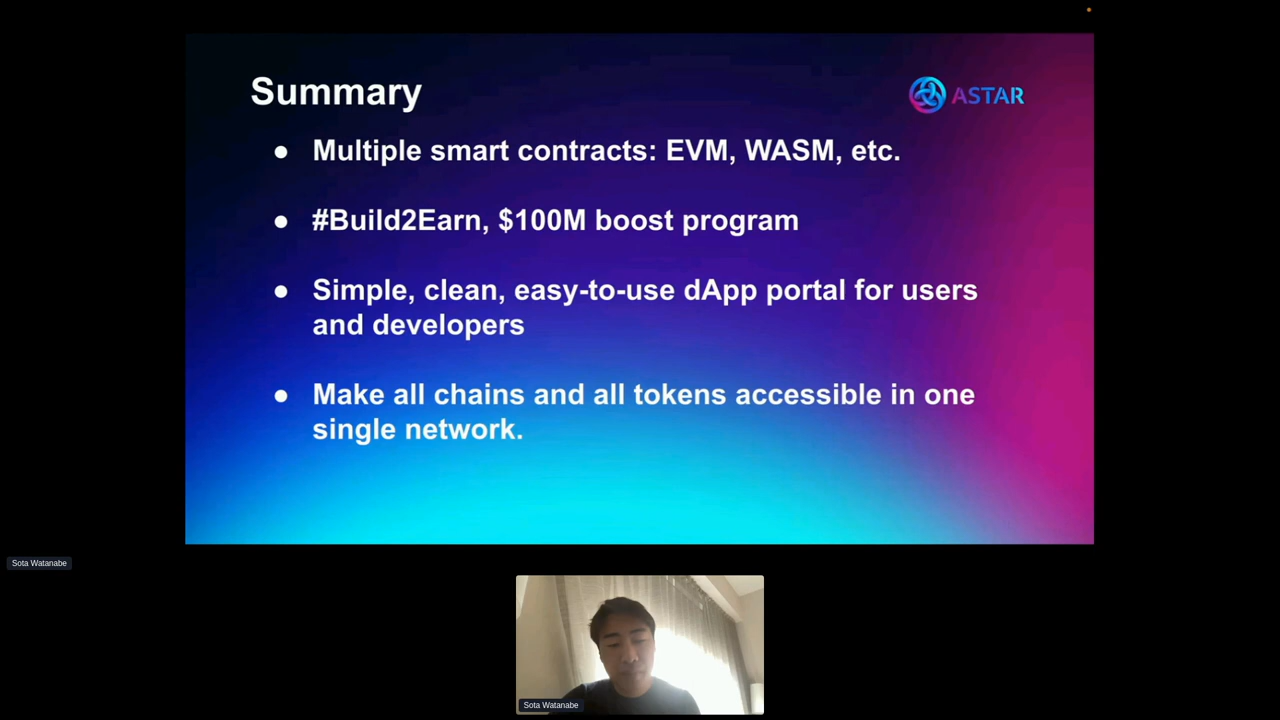 Summary
ASTAR
● Multiple smart contracts: EVM, WASM, etc.
● #Build2Earn, $100M boost program
● Simple, clean, easy-to-use dApp portal for users
and developers
● Make all chains and all tokens accessible in one
single network.
Sota Watanabe
Sota Watanabe